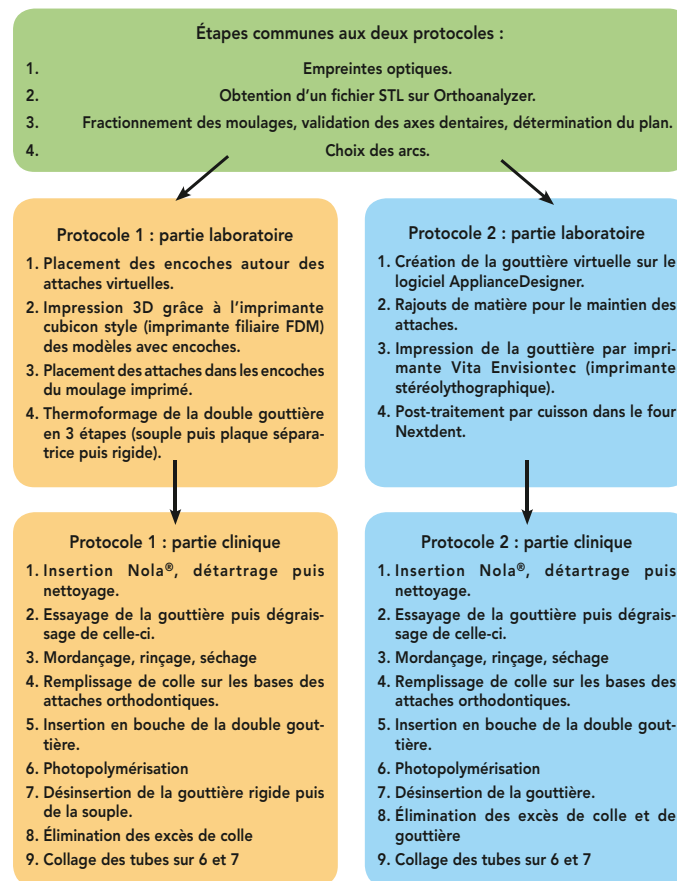 Étapes communes aux deux protocoles :
1. Empreintes optiques.
2. Obtention d'un fichier STL sur Orthoanalyzer.
3. Fractionnement des moulages, validation des axes dentaires, détermination du plan.
4. Choix des arcs.
Protocole 1 : partie laboratoire
1. Placement des encoches autour des
attaches virtuelles.
2. Impression 3D grâce à l'imprimante
cubicon style (imprimante filiaire FDM)
des modèles avec encoches.
3. Placement des attaches dans les encoches
du moulage imprimé.
4. Thermoformage de la double gouttière
en 3 étapes (souple puis plaque sépara-
trice puis rigide).
Protocole 2 : partie laboratoire
1. Création de la gouttière virtuelle sur le
logiciel ApplianceDesigner.
2. Rajouts de matière pour le maintien des
attaches.
3. Impression de la gouttière par impri-
mante Vita Envisiontec (imprimante
stéréolythographique).
4. Post-traitement par cuisson dans le four
Nextdent.
Protocole 1 : partie clinique
1. Insertion Nola®, détartrage puis
nettoyage.
2. Essayage de la gouttière puis dégrais-
sage de celle-ci.
3. Mordançage, rinçage, séchage
4. Remplissage de colle sur les bases des
attaches orthodontiques.
5. Insertion en bouche de la double gout-
tière.
6. Photopolymérisation
7. Désinsertion de la gouttière rigide puis
de la souple.
8. Élimination des excès de colle
9. Collage des tubes sur 6 et 7
Protocole 2 : partie clinique
1. Insertion Nola®, détartrage puis
nettoyage.
2. Essayage de la gouttière puis dégrais-
sage de celle-ci.
3. Mordançage, rinçage, séchage
4. Remplissage de colle sur les bases des
attaches orthodontiques.
5. Insertion en bouche de la double gout-
tière.
6. Photopolymérisation
7. Désinsertion de la gouttière.
8. Élimination des excès de colle et de
gouttière
9. Collage des tubes sur 6 et 7